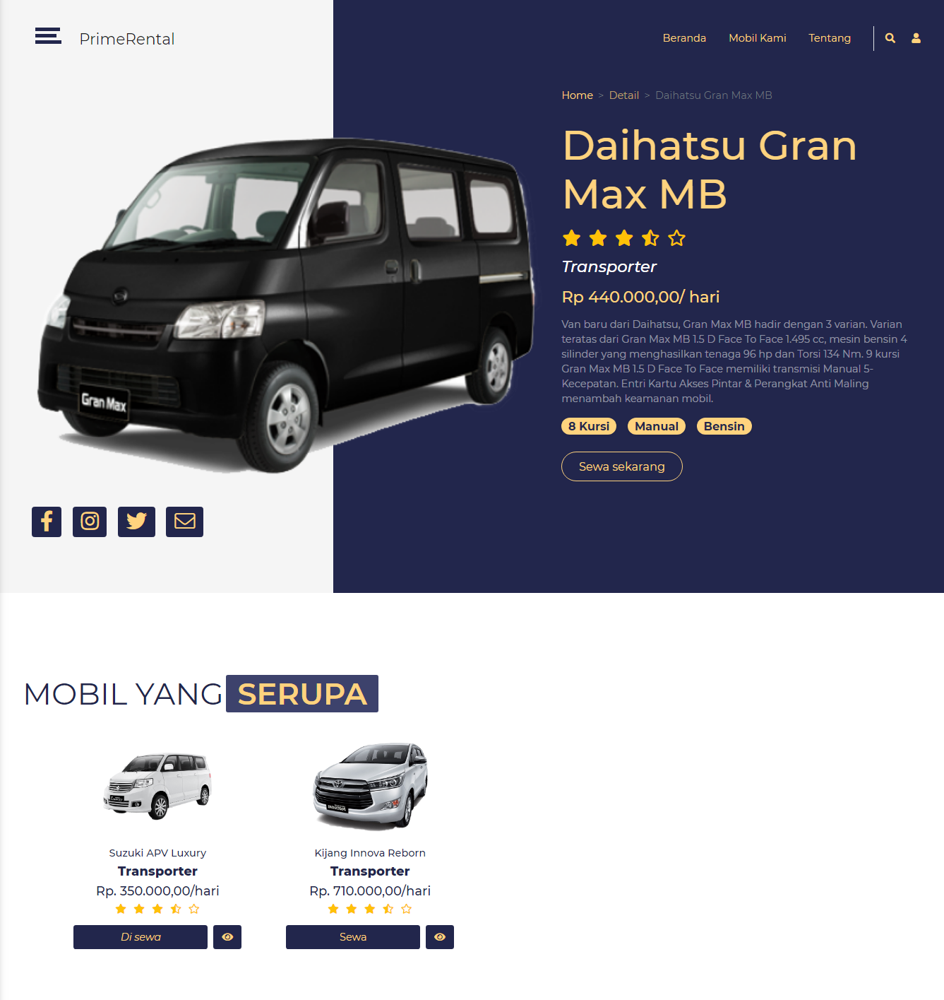 PrimeRental
Beranda Mobil Kami Tentang
Home > Detail > Daihatsu Gran Max MB
Daihatsu Gran
Max MB
Transporter
Rp 440.000,00/ hari
Van baru dari Daihatsu, Gran Max MB hadir dengan 3 varian. Varian
teratas dari Gran Max MB 1.5 D Face To Face 1.495 cc, mesin bensin 4
silinder yang menghasilkan tenaga 96 hp dan Torsi 134 Nm. 9 kursi
Gran Max MB 1.5 D Face To Face memiliki transmisi Manual 5-
Kecepatan. Entri Kartu Akses Pintar & Perangkat Anti Maling
menambah keamanan mobil.
8 Kursi Manual Bensin
Sewa sekarang
Gran Max
MOBIL YANG SERUPA
Suzuki APV Luxury
Transporter
Rp. 350.000,00/hari
Di sewa
Kijang Innova Reborn
Transporter
Rp. 710.000,00/hari
Sewa